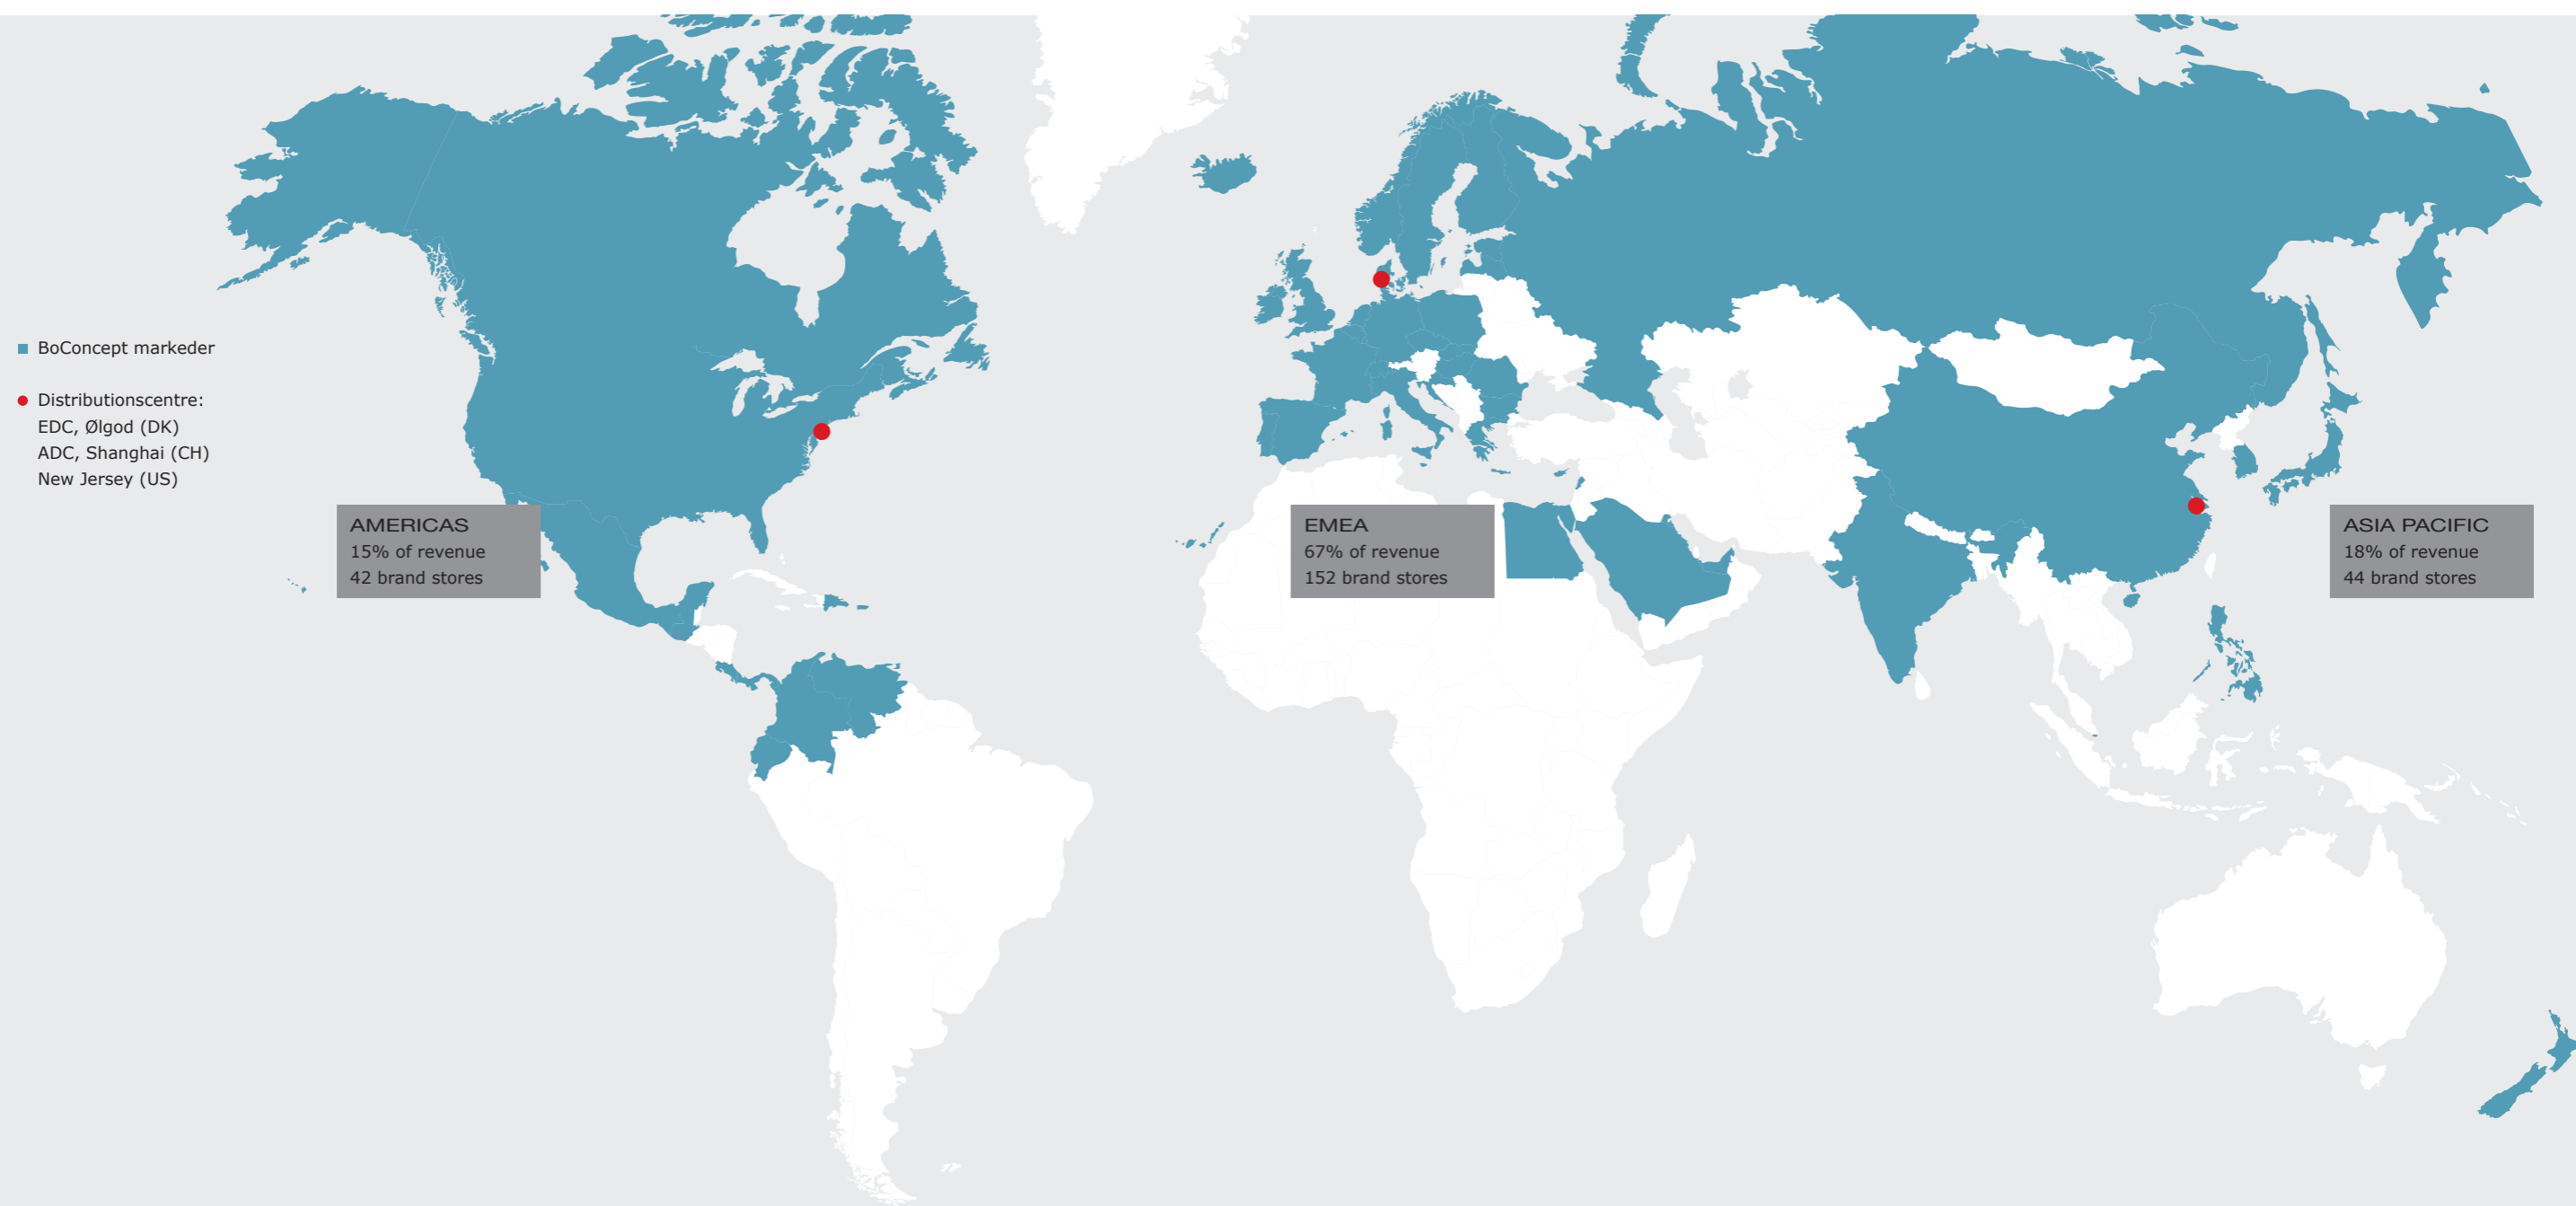 BoConcept markeder
Distributionscentre:
EDC, Ølgod (DK)
ADC, Shanghai (CH)
New Jersey (US)
AMERICAS
15% of revenue
42 brand stores
EMEA
67% of revenue
152 brand stores
ASIA PACIFIC
18% of revenue
44 brand stores